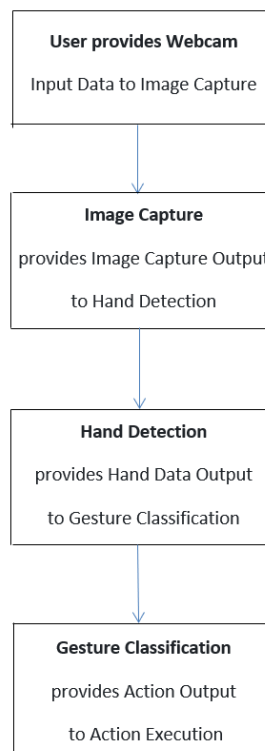 User provides Webcam
Input Data to Image Capture
Image Capture
provides Image Capture Output
to Hand Detection
Hand Detection
provides Hand Data Output
to Gesture Classification
Gesture Classification
provides Action Output
to Action Execution